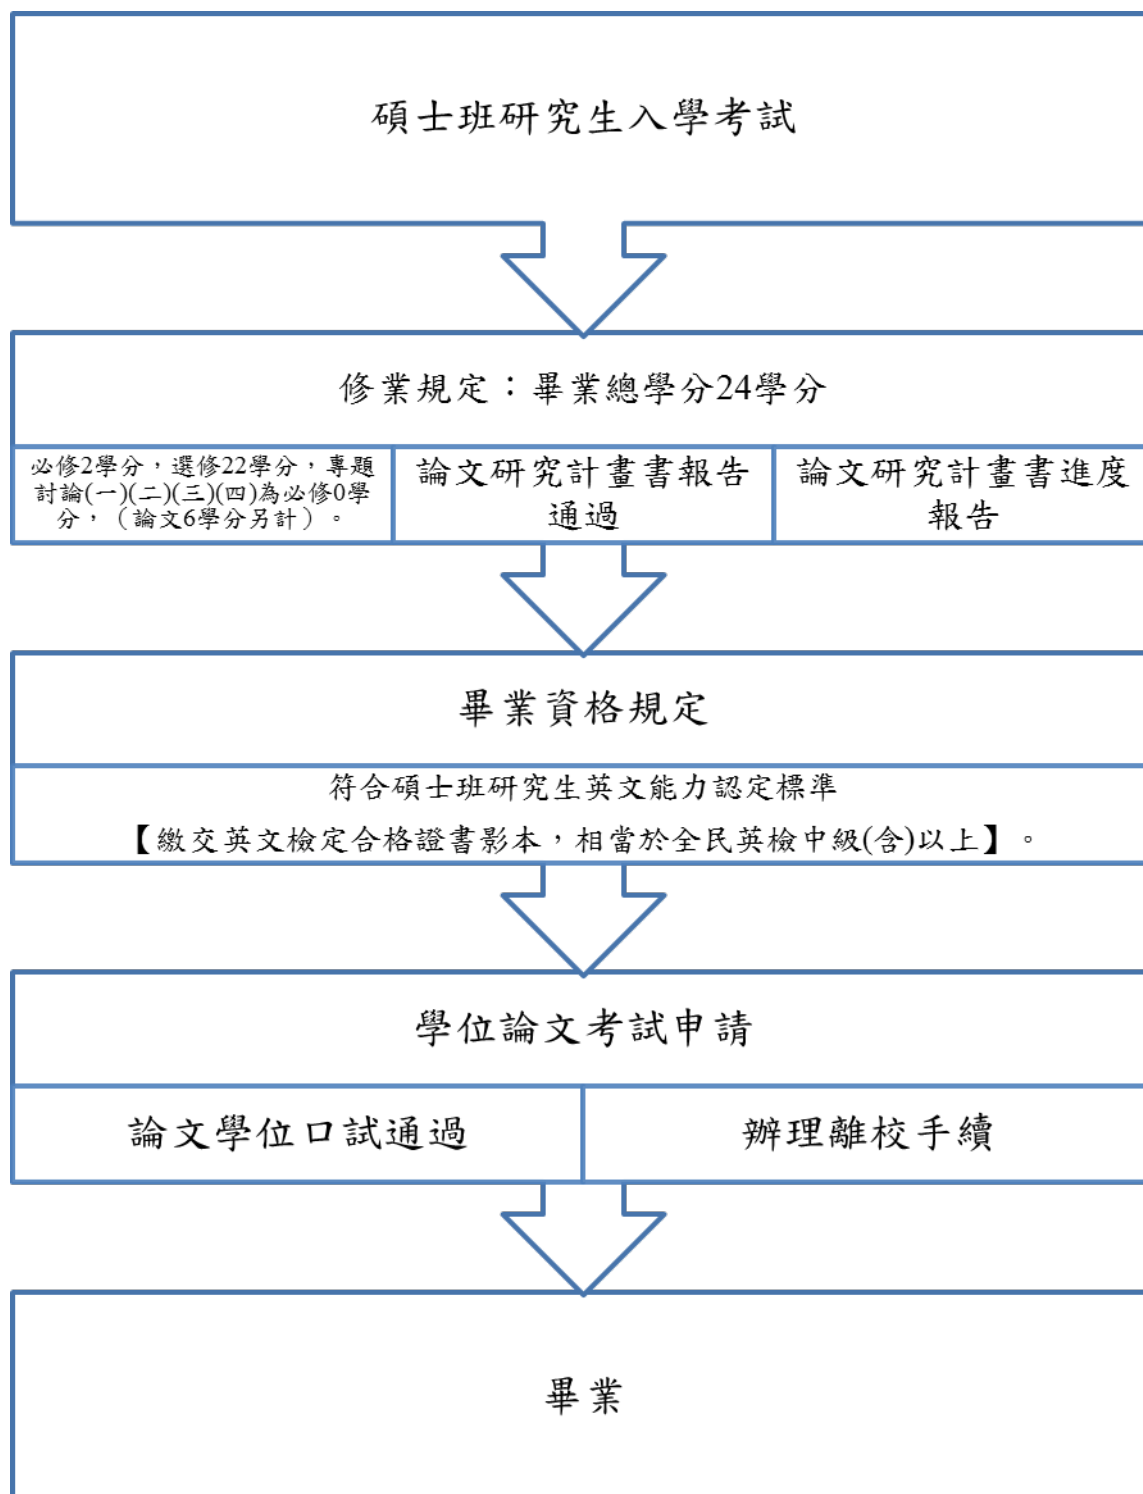 碩士班研究生入學考試
修業規定：畢業總學分24學分
必修2學分，選修22學分，專題
討論(一)(二)(三)(四)為必修0學
分，（論文6學分另計）。
論文研究計畫書報告
通過
論文研究計畫書進度
報告
畢業資格規定
符合碩士班研究生英文能力認定標準
【繳交英文檢定合格證書影本，相當於全民英檢中級(含)以上】。
學位論文考試申請
論文學位口試通過
辦理離校手續
畢業